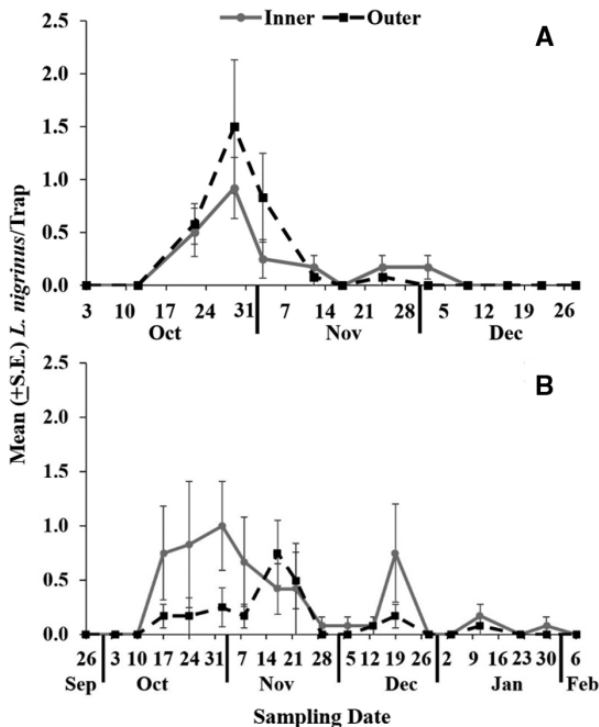 Inner Outer
A
Mean (±S.E.) L. nigrinus/Trap
2.5
2.0
1.5
1.0
0.5
0.0
3 10 17 24 31 7 14 21 28 5 12 19 26
Oct Nov Dec
B
2.5
2.0
1.5
1.0
0.5
0.0
26 3 10 17 24 31 7 14 21 28 5 12 19 26 2 9 16 23 30 6
Sep Oct Nov Dec Jan Feb
Sampling Date